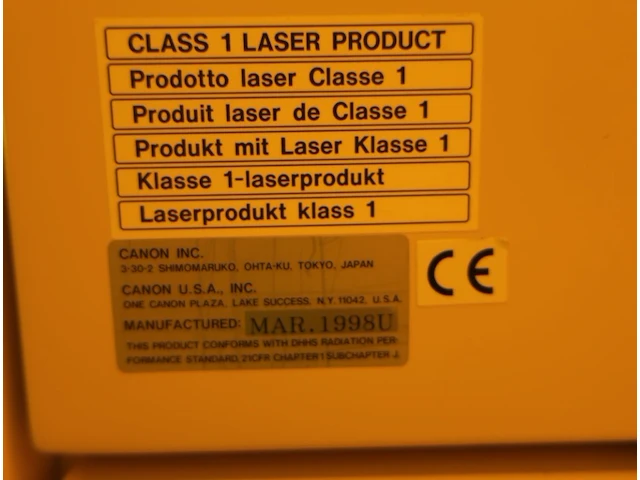 CLASS 1 LASER PRODUCT
Prodotto laser Classe 1
Produit laser de Classe 1
Produkt mit Laser Klasse 1
Klasse 1-laserprodukt
Laserprodukt klass 1
CANON INC.
3-30-2 SHIMOMARUKO, OHTA-KU, TOKYO, JAPAN
CANON U.S.A., INC.
ONE CANON PLAZA, LAKE SUCCESS, N.Y. 11042, U.S.A.
MANUFACTURED: MAR.1998U
THIS PRODUCT CONFORMS WITH DHHS RADIATION PER-
FORMANCE STANDARD 21CFR CHAPTER 1 SUBCHAPTER J.
CE